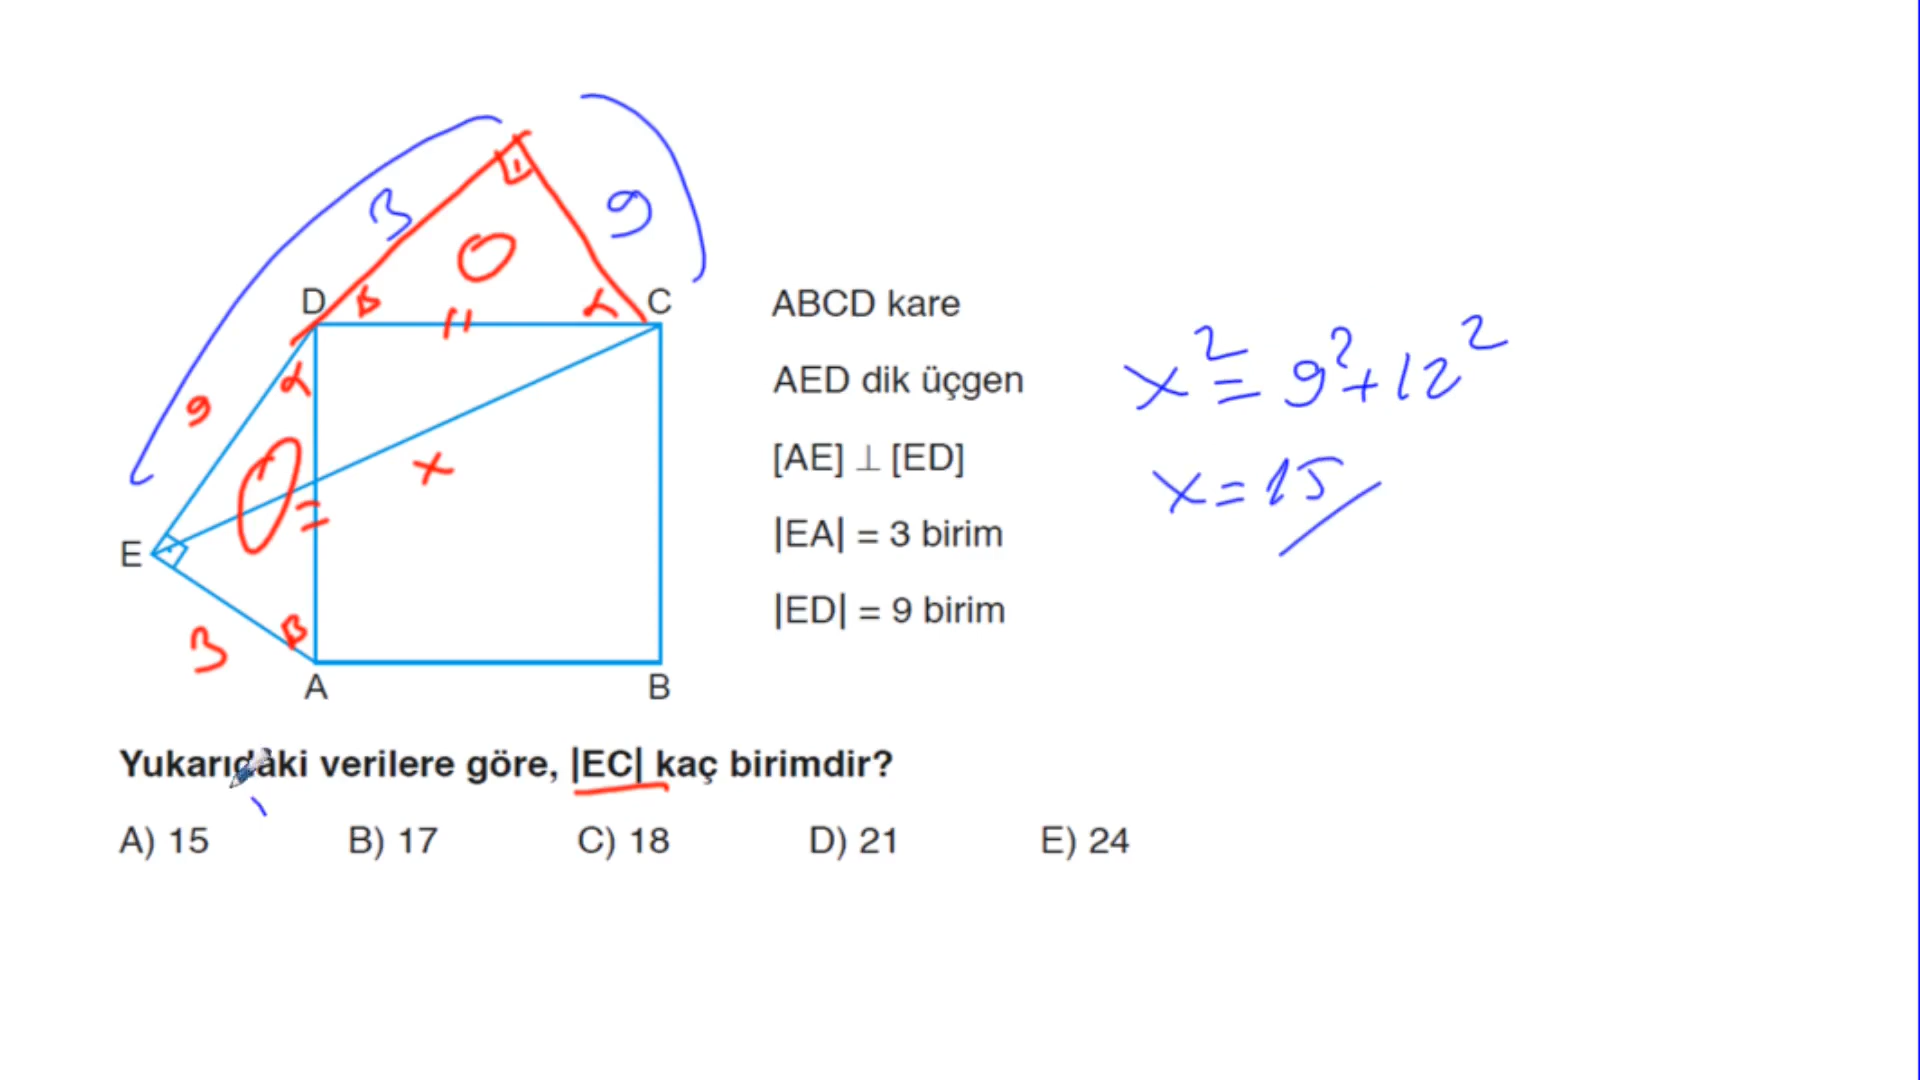 3
9
D
B
C
α
ABCD kare
x² = 9² + 12²
α
9
AED dik üçgen
x
[AE] ⊥ [ED]
x = 15
E
|EA| = 3 birim
|ED| = 9 birim
B
3
A
B
Yukarıdaki verilere göre, |EC| kaç birimdir?
A) 15 B) 17 C) 18 D) 21 E) 24